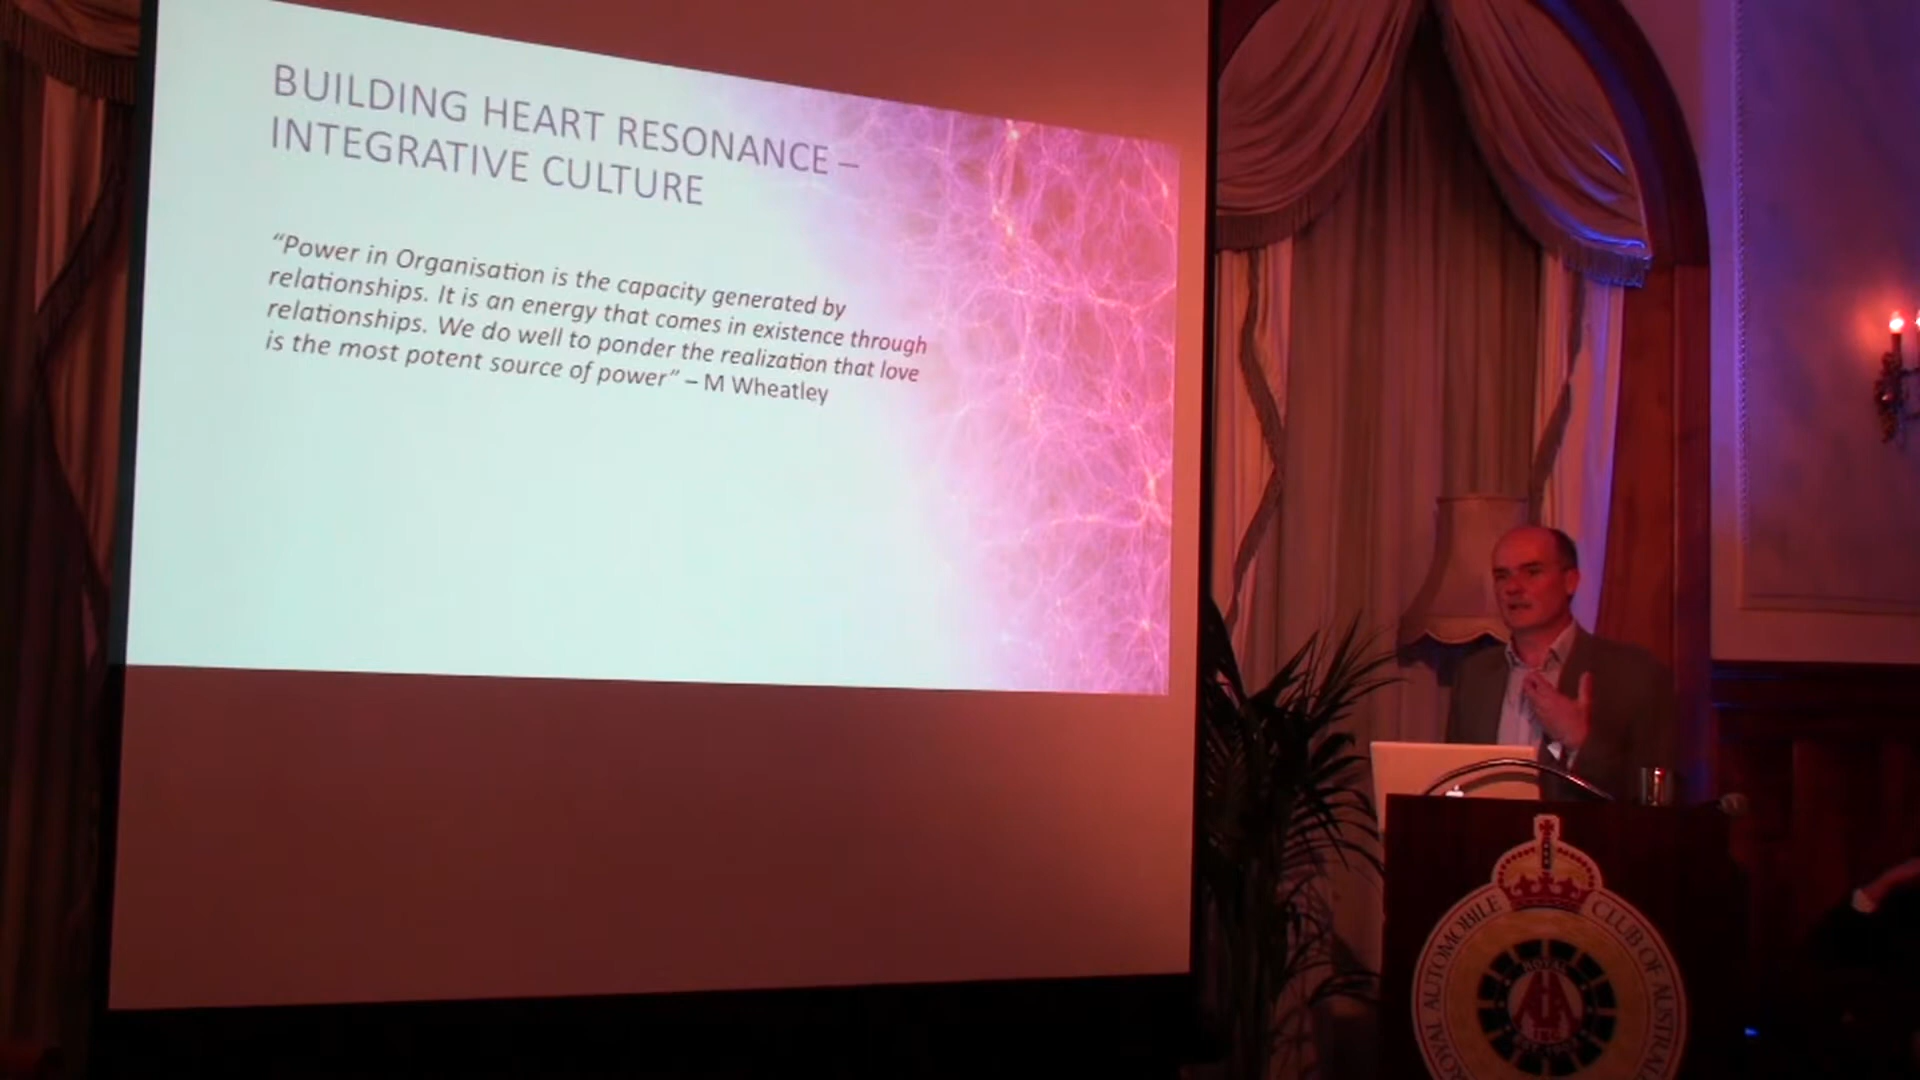 BUILDING HEART RESONANCE –
INTEGRATIVE CULTURE
“Power in Organisation is the capacity generated by
relationships. It is an energy that comes in existence through
relationships. We do well to ponder the realization that love
is the most potent source of power” – M Wheatley
ROYAL AUTOMOBILE CLUB OF AUSTRALI